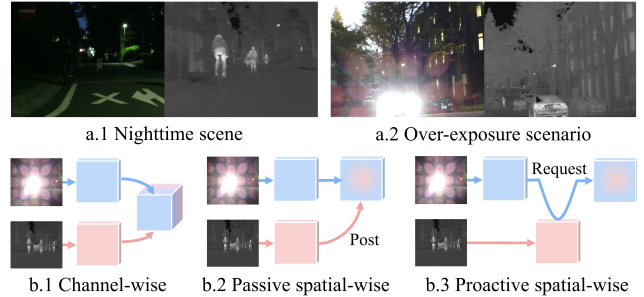 a.1 Nighttime scene
a.2 Over-exposure scenario
Request
Post
b.1 Channel-wise
b.2 Passive spatial-wise
b.3 Proactive spatial-wise